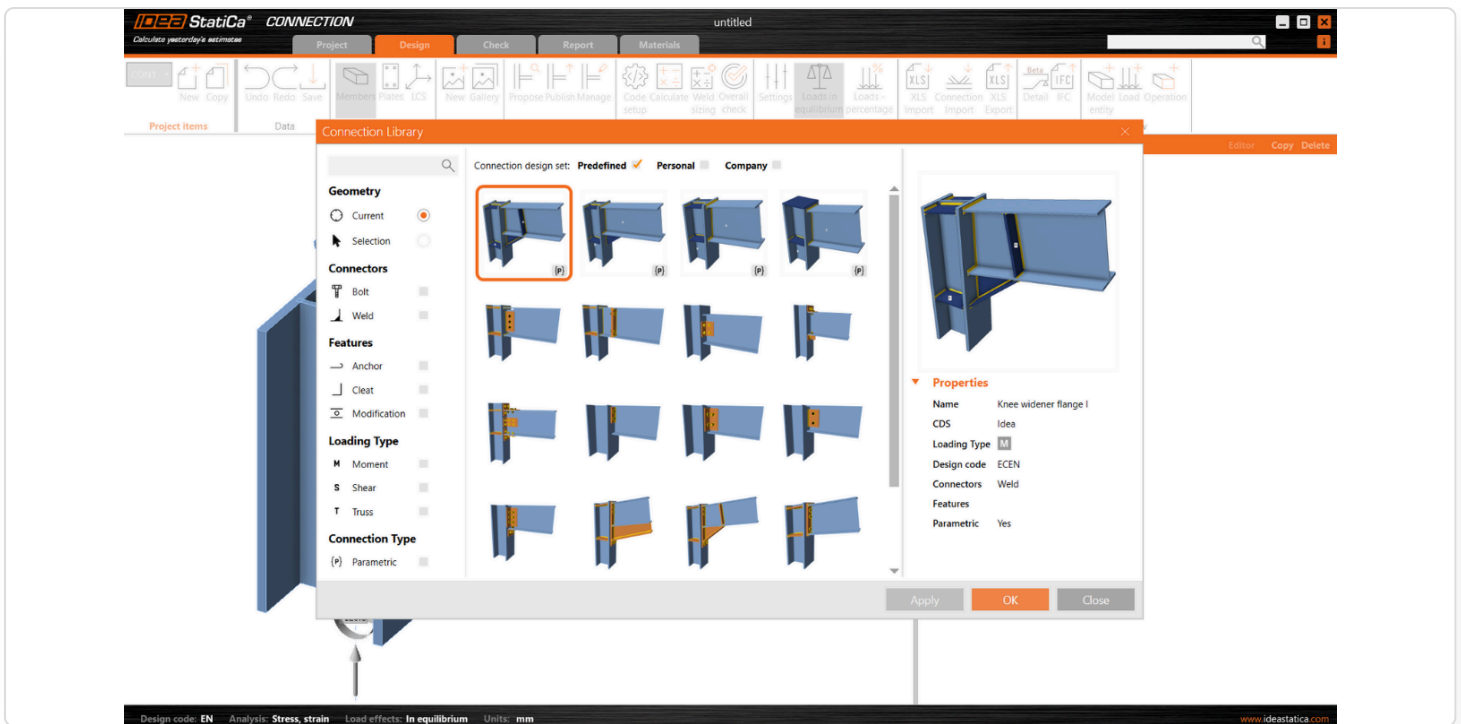 IDEA StatiCa® CONNECTION
untitled
Calculate yesterday's estimates
Project Design Check Report Materials
CONT
New Copy Undo Redo Save Members Plates LCS New Gallery Propose Publish Manage Code setup Calculate Weld sizing Overall check Settings Loads in equilibrium Loads - percentage XLS Import Connection Import XLS Export Detail Beta IFC Model entity Load Operation
Project items Data
Editor Copy Delete
Connection Library
Connection design set: Predefined Personal Company
Geometry
Current
Selection
Connectors
Bolt
Weld
Features
Anchor
Cleat
Modification
Loading Type
M Moment
S Shear
T Truss
Connection Type
{P} Parametric
{P} {P} {P} {P}
Properties
Name Knee widener flange I
CDS Idea
Loading Type M
Design code ECEN
Connectors Weld
Features
Parametric Yes
Apply OK Close
Design code: EN Analysis: Stress, strain Load effects: In equilibrium Units: mm
www.ideastatica.com